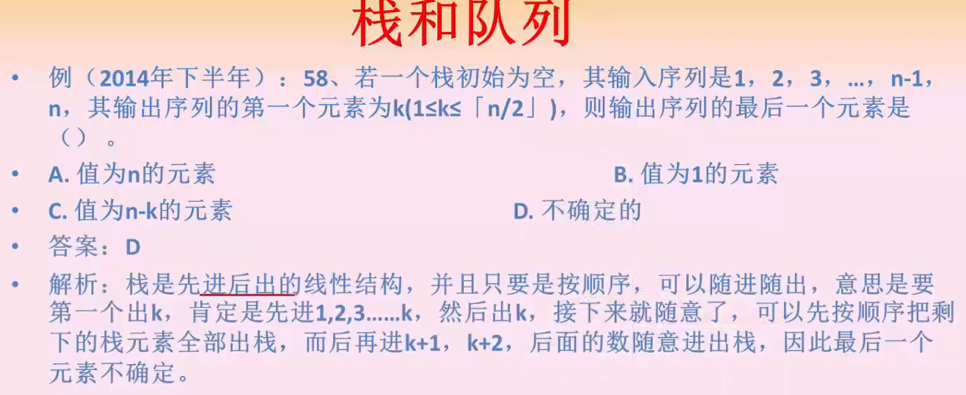 栈和队列
• 例（2014年下半年）：58、若一个栈初始为空，其输入序列是1，2，3，…，n-1，
n，其输出序列的第一个元素为k(1≤k≤「n/2」)，则输出序列的最后一个元素是
（）。
• A. 值为n的元素 B. 值为1的元素
• C. 值为n-k的元素 D. 不确定的
• 答案：D
• 解析：栈是先进后出的线性结构，并且只要是按顺序，可以随进随出，意思是要
第一个出k，肯定是先进1,2,3……k，然后出k，接下来就随意了，可以先按顺序把剩
下的栈元素全部出栈，而后再进k+1，k+2，后面的数随意进出栈，因此最后一个
元素不确定。